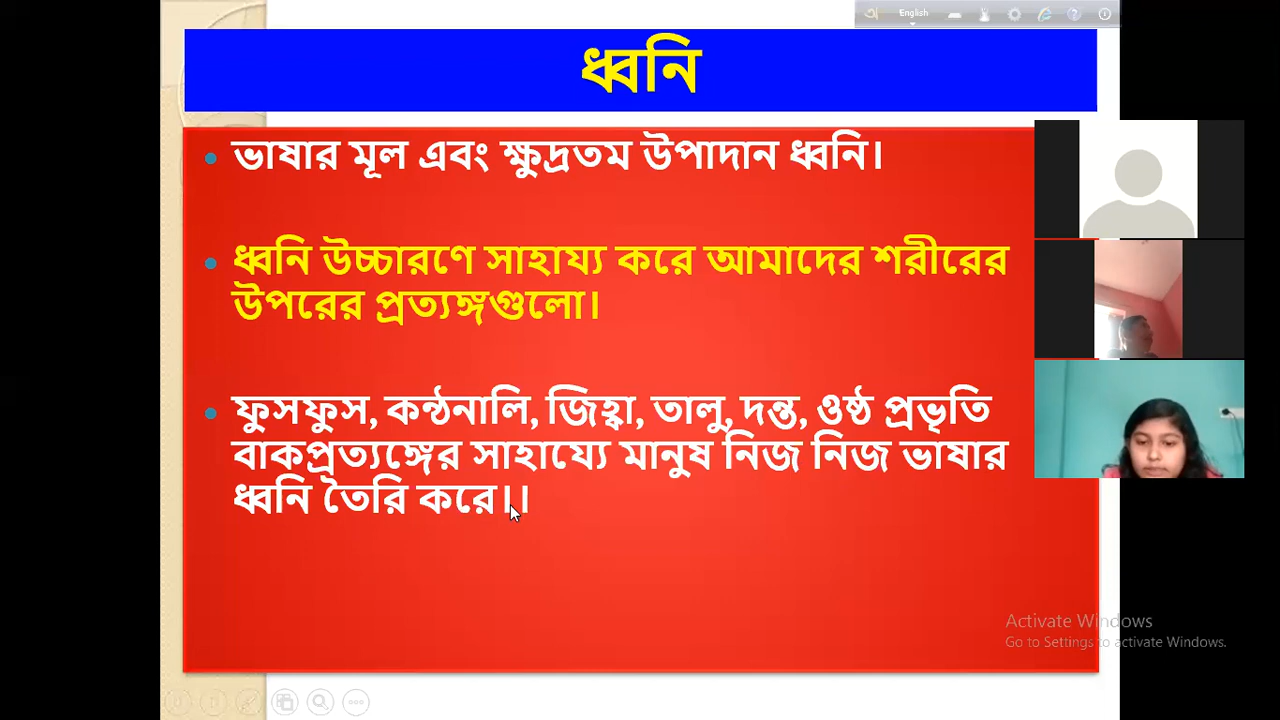 English
ধ্বনি
ভাষার মূল এবং ক্ষুদ্রতম উপাদান ধ্বনি।
ধ্বনি উচ্চারণে সাহায্য করে আমাদের শরীরের
উপরের প্রত্যঙ্গগুলো।
ফুসফুস, কন্ঠনালি, জিহ্বা, তালু, দন্ত, ওষ্ঠ প্রভৃতি
বাকপ্রত্যঙ্গের সাহায্যে মানুষ নিজ নিজ ভাষার
ধ্বনি তৈরি করে।।
Activate Windows
Go to Settings to activate Windows.